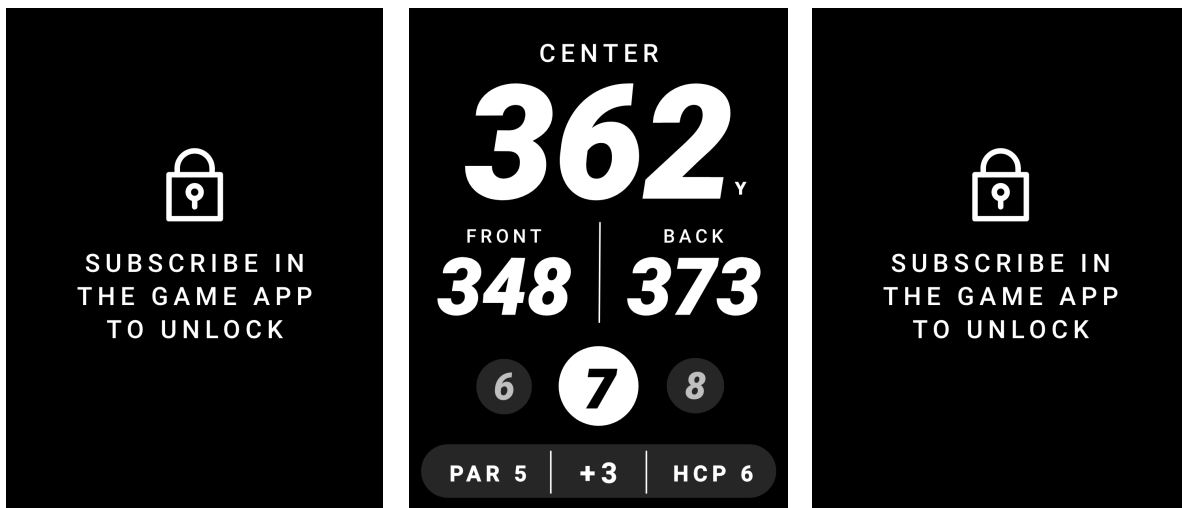 SUBSCRIBE IN
THE GAME APP
TO UNLOCK
CENTER
362 Y
FRONT BACK
348 373
6 7 8
PAR 5 +3 HCP 6
SUBSCRIBE IN
THE GAME APP
TO UNLOCK